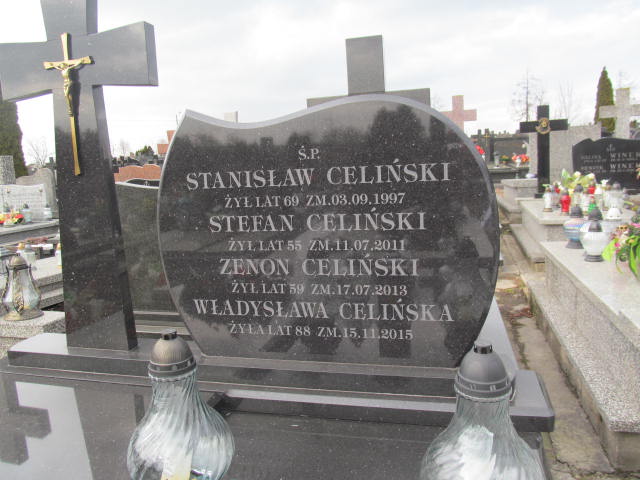 Ś.P.
STANISŁAW CELIŃSKI
ŻYŁ LAT 69 ZM.03.09.1997
STEFAN CELIŃSKI
ŻYŁ LAT 55 ZM.11.07.2011
ZENON CELIŃSKI
ŻYŁ LAT 59 ZM.17.07.2013
WŁADYSŁAWA CELIŃSKA
ŻYŁA LAT 88 ZM.15.11.2015